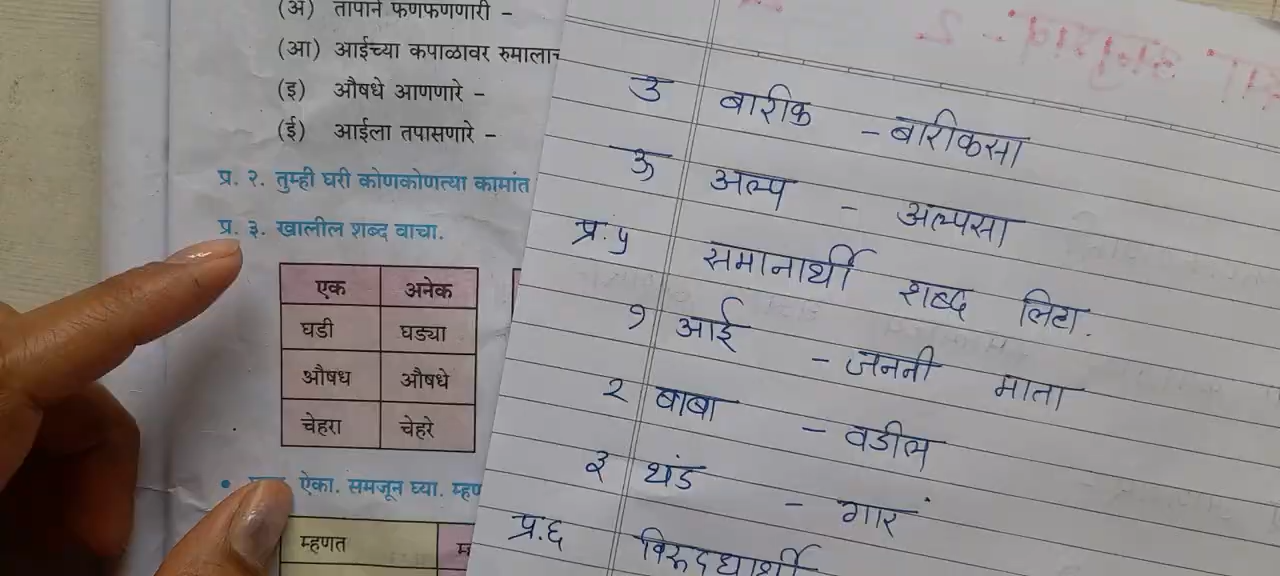 (अ) तापाने फणफणणारी -
(आ) आईच्या कपाळावर रुमालाच
(इ) औषधे आणणारे -
(ई) आईला तपासणारे -
प्र. २. तुम्ही घरी कोणकोणत्या कामांत
प्र. ३. खालील शब्द वाचा.
एक अनेक
घडी घड्या
औषध औषधे
चेहरा चेहरे
• ऐका. समजून घ्या. म्हण
म्हणत
उ बारीक - बारीकसा
ऊ अल्प - अल्पसा
प्र.५ समानार्थी शब्द लिहा.
१ आई - जननी माता
२ बाबा - वडील
३ थंड - गार
प्र.६ विरूद्धार्थी